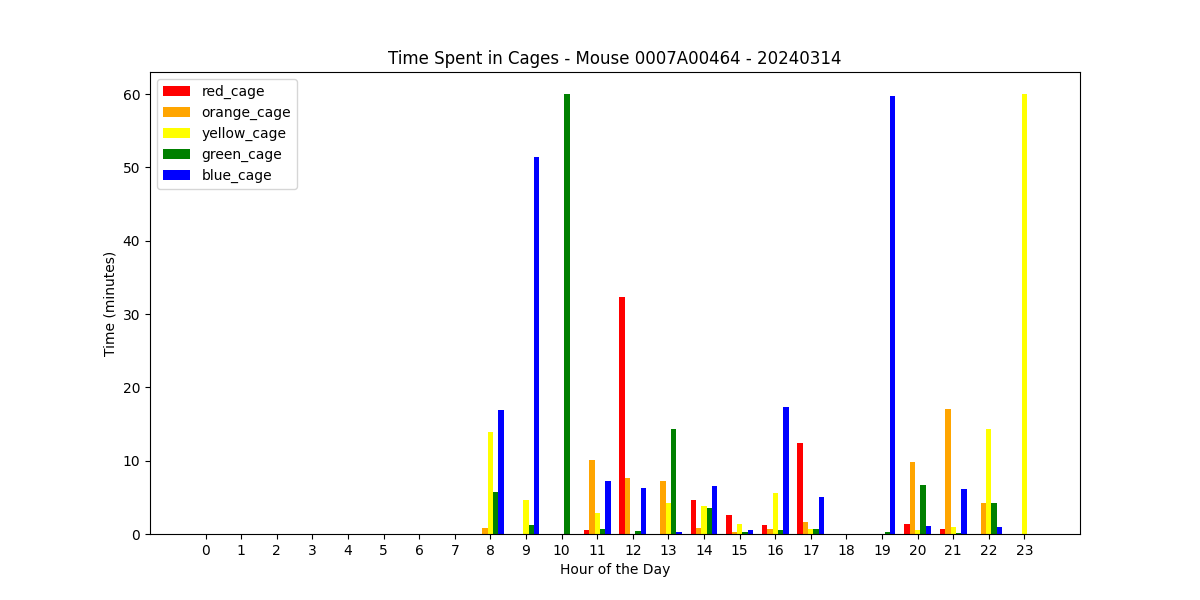 Time Spent in Cages - Mouse 0007A00464 - 20240314
red_cage
orange_cage
yellow_cage
green_cage
blue_cage
60
50
40
30
20
10
0
Time (minutes)
0 1 2 3 4 5 6 7 8 9 10 11 12 13 14 15 16 17 18 19 20 21 22 23
Hour of the Day